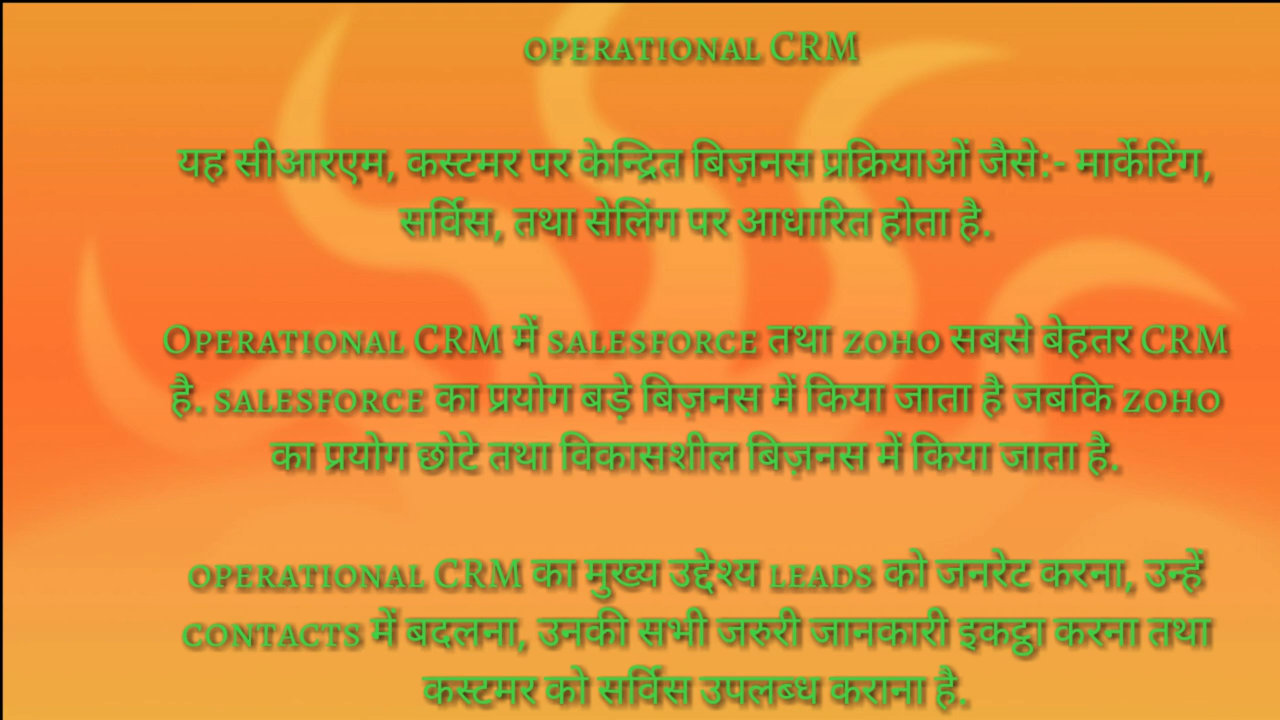 OPERATIONAL CRM
यह सीआरएम, कस्टमर पर केन्द्रित बिज़नस प्रक्रियाओं जैसे:- मार्केटिंग,
सर्विस, तथा सेलिंग पर आधारित होता है.
OPERATIONAL CRM में SALESFORCE तथा ZOHO सबसे बेहतर CRM
है. SALESFORCE का प्रयोग बड़े बिज़नस में किया जाता है जबकि ZOHO
का प्रयोग छोटे तथा विकासशील बिज़नस में किया जाता है.
OPERATIONAL CRM का मुख्य उद्देश्य LEADS को जनरेट करना, उन्हें
CONTACTS में बदलना, उनकी सभी जरुरी जानकारी इकट्ठा करना तथा
कस्टमर को सर्विस उपलब्ध कराना है.